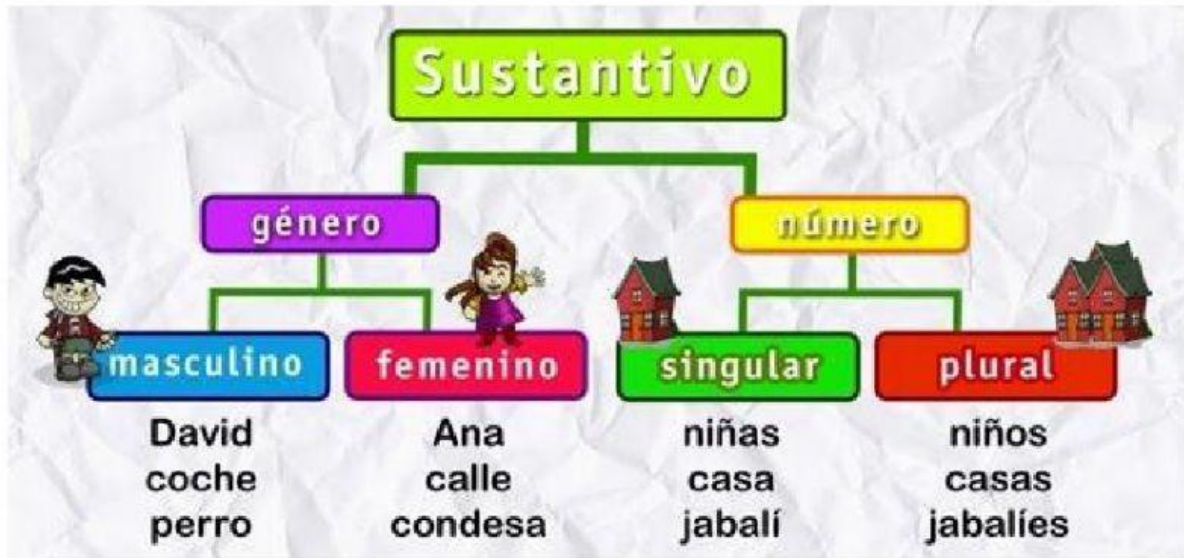 Sustantivo
género
número
masculino
femenino
singular
plural
David
Ana
niñas
niños
coche
calle
casa
casas
perro
condesa
jabalí
jabalíes